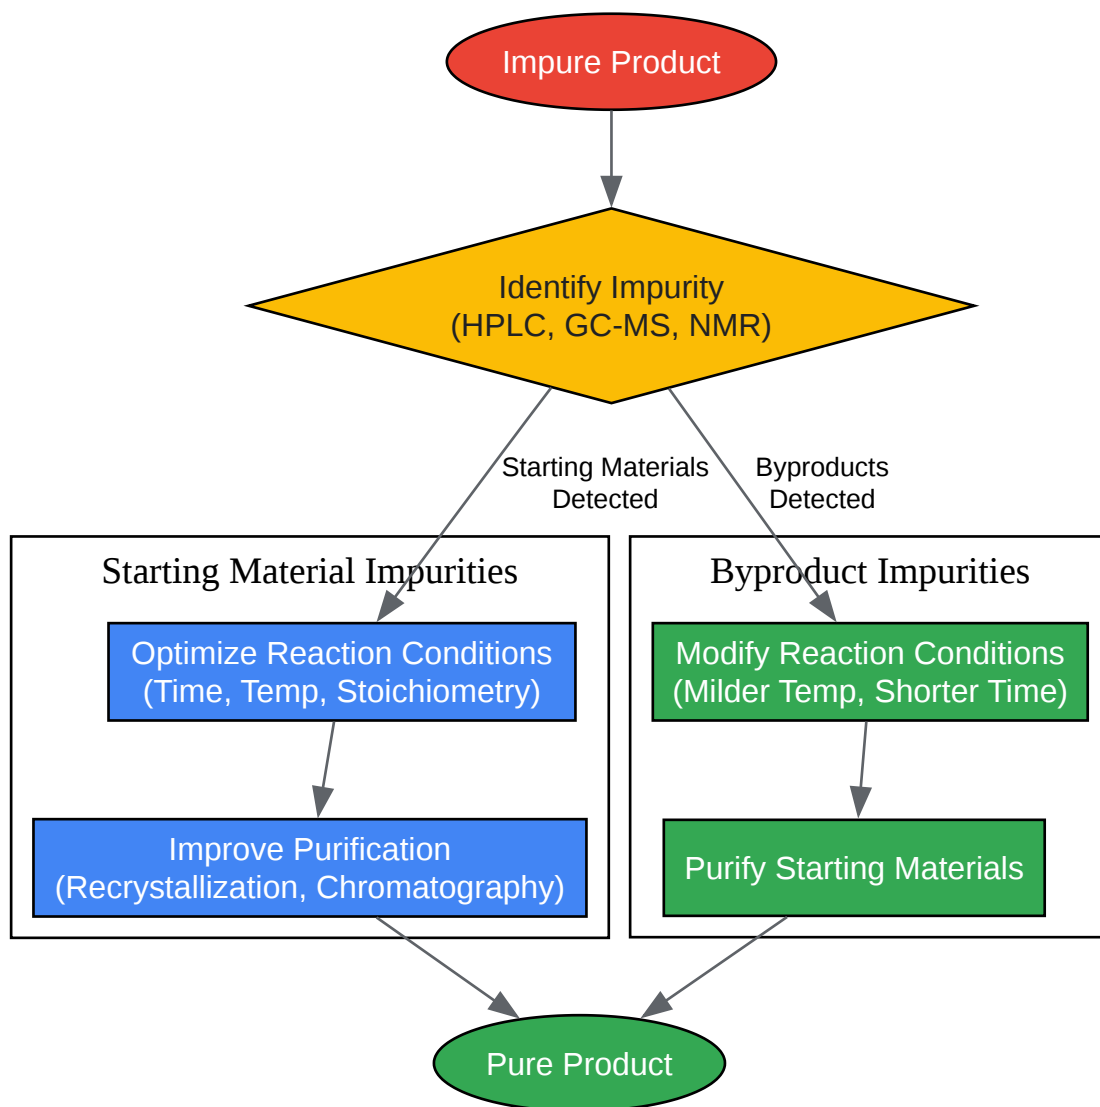 Impure Product
Identify Impurity
(HPLC, GC-MS, NMR)
Starting Materials
Detected
Byproducts
Detected
Starting Material Impurities
Optimize Reaction Conditions
(Time, Temp, Stoichiometry)
Improve Purification
(Recrystallization, Chromatography)
Byproduct Impurities
Modify Reaction Conditions
(Milder Temp, Shorter Time)
Purify Starting Materials
Pure Product